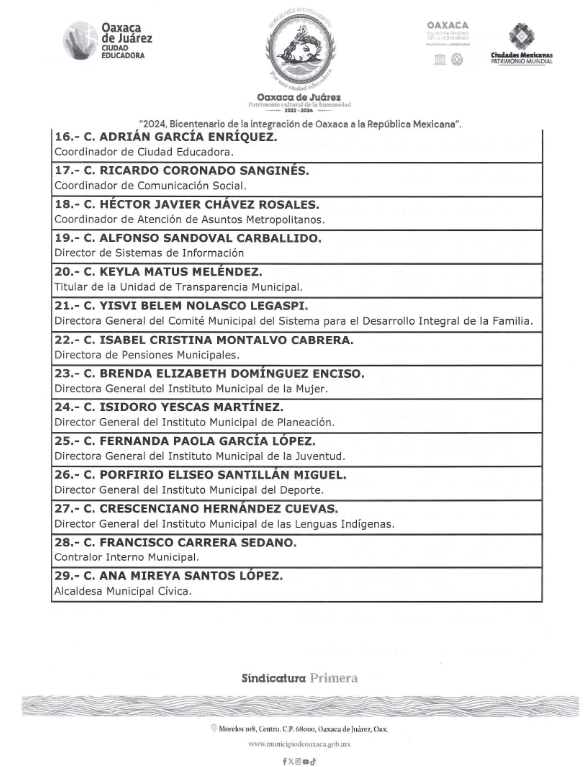 Oaxaca
de Juárez
CIUDAD
EDUCADORA
OAXACA
Ciudades Mexicanas
PATRIMONIO MUNDIAL
Oaxaca de Juárez
Patrimonio cultural de la humanidad
2022 - 2024
"2024, Bicentenario de la integración de Oaxaca a la República Mexicana".
16.- C. ADRIÁN GARCÍA ENRÍQUEZ.
Coordinador de Ciudad Educadora.
17.- C. RICARDO CORONADO SANGINÉS.
Coordinador de Comunicación Social.
18.- C. HÉCTOR JAVIER CHÁVEZ ROSALES.
Coordinador de Atención de Asuntos Metropolitanos.
19.- C. ALFONSO SANDOVAL CARBALLIDO.
Director de Sistemas de Información
20.- C. KEYLA MATUS MELÉNDEZ.
Titular de la Unidad de Transparencia Municipal.
21.- C. YISVI BELEM NOLASCO LEGASPI.
Directora General del Comité Municipal del Sistema para el Desarrollo Integral de la Familia.
22.- C. ISABEL CRISTINA MONTALVO CABRERA.
Directora de Pensiones Municipales.
23.- C. BRENDA ELIZABETH DOMÍNGUEZ ENCISO.
Directora General del Instituto Municipal de la Mujer.
24.- C. ISIDORO YESCAS MARTÍNEZ.
Director General del Instituto Municipal de Planeación.
25.- C. FERNANDA PAOLA GARCÍA LÓPEZ.
Directora General del Instituto Municipal de la Juventud.
26.- C. PORFIRIO ELISEO SANTILLÁN MIGUEL.
Director General del Instituto Municipal del Deporte.
27.- C. CRESCENCIANO HERNÁNDEZ CUEVAS.
Director General del Instituto Municipal de las Lenguas Indígenas.
28.- C. FRANCISCO CARRERA SEDANO.
Contralor Interno Municipal.
29.- C. ANA MIREYA SANTOS LÓPEZ.
Alcaldesa Municipal Cívica.
Sindicatura Primera
Morelos 108, Centro. C.P. 68000, Oaxaca de Juárez, Oax.
www.municipiodeoaxaca.gob.mx